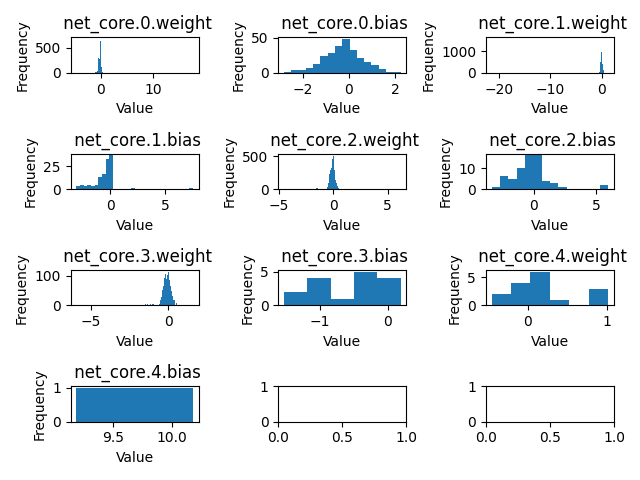 net_core.0.weight
Frequency
500
0
0
10
Value
net_core.0.bias
Frequency
50
0
−2
0
2
Value
net_core.1.weight
Frequency
1000
0
−20
−10
0
Value
net_core.1.bias
Frequency
25
0
0
5
Value
net_core.2.weight
Frequency
500
0
−5
0
5
Value
net_core.2.bias
Frequency
10
0
0
5
Value
net_core.3.weight
Frequency
100
0
−5
0
Value
net_core.3.bias
Frequency
5
0
−1
0
Value
net_core.4.weight
Frequency
5
0
0
1
Value
net_core.4.bias
Frequency
1
0
9.5
10.0
Value
1
0
0.0
0.5
1.0
1
0
0.0
0.5
1.0